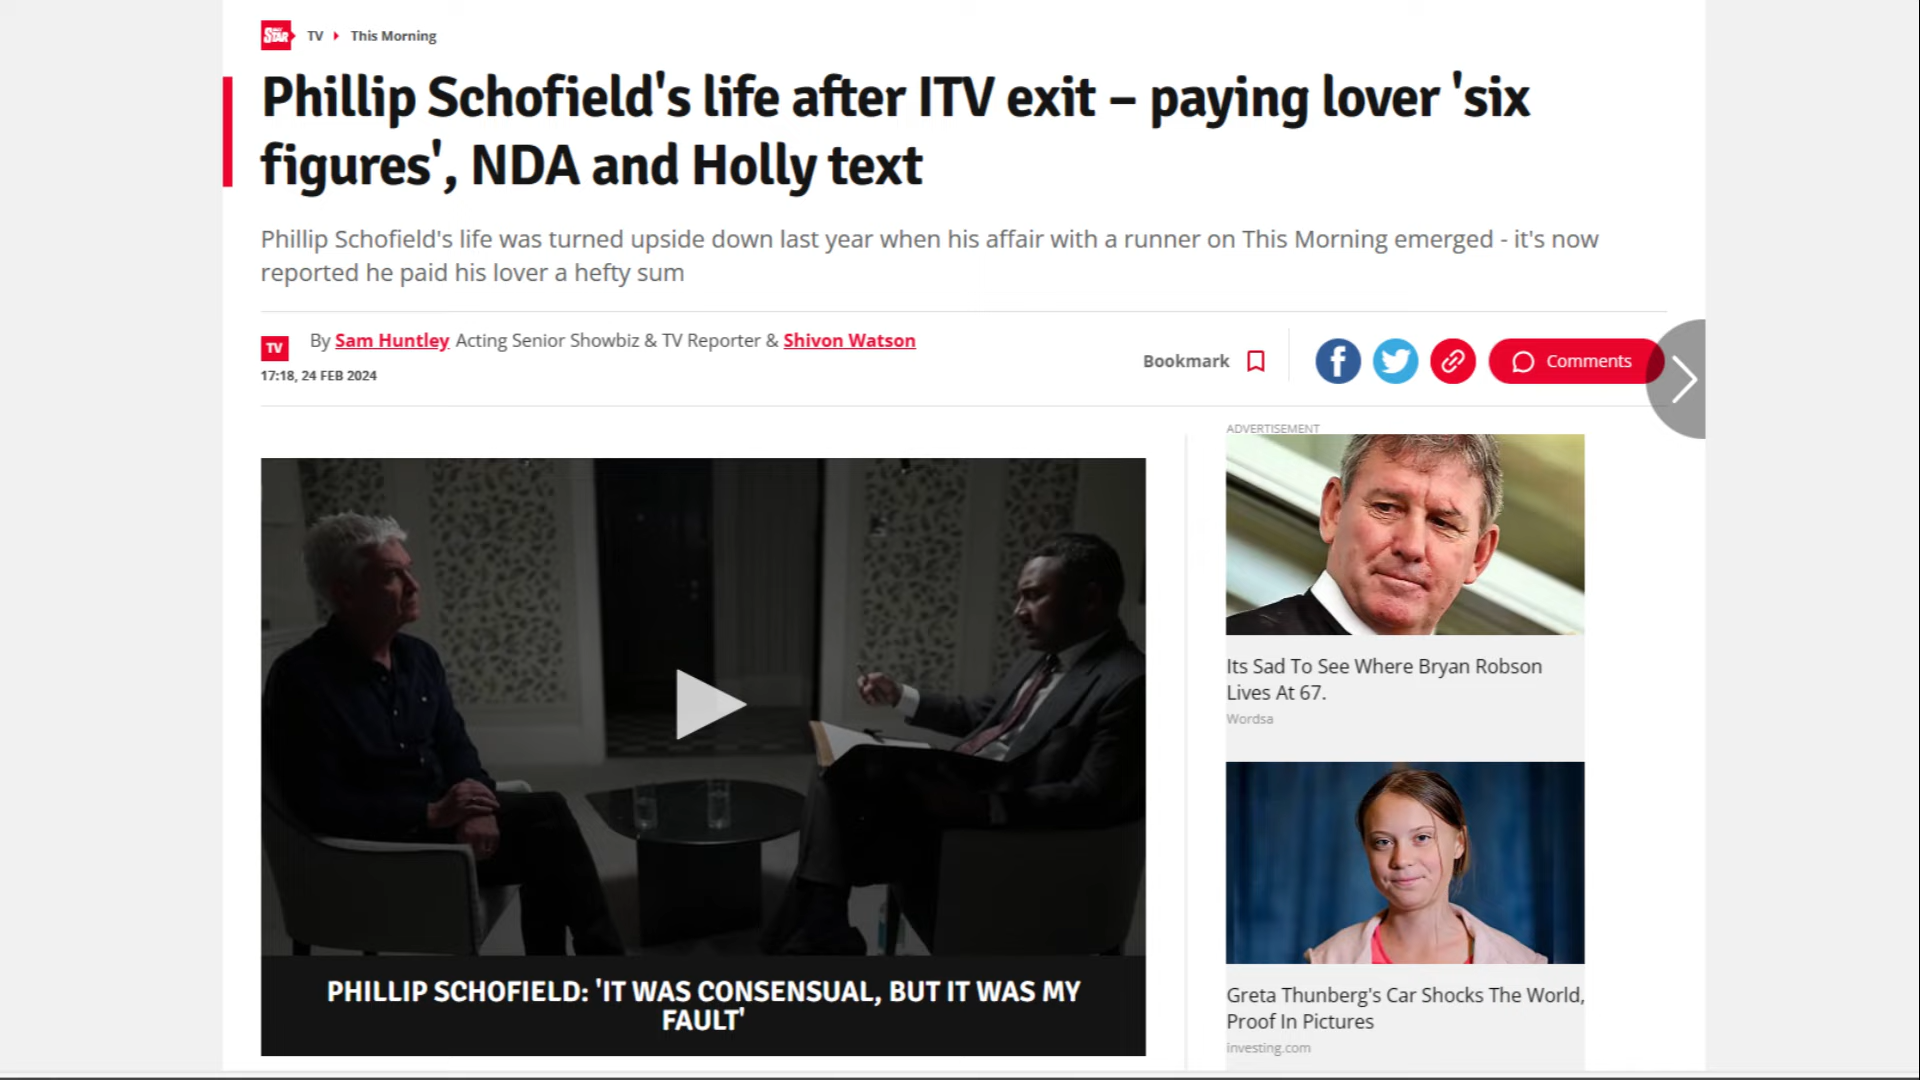 DAILY STAR
TV
This Morning
Phillip Schofield's life after ITV exit – paying lover 'six
figures', NDA and Holly text
Phillip Schofield's life was turned upside down last year when his affair with a runner on This Morning emerged - it's now
reported he paid his lover a hefty sum
TV
By Sam Huntley Acting Senior Showbiz & TV Reporter & Shivon Watson
17:18, 24 FEB 2024
Bookmark
Comments
PHILLIP SCHOFIELD: 'IT WAS CONSENSUAL, BUT IT WAS MY
FAULT'
ADVERTISEMENT
Its Sad To See Where Bryan Robson
Lives At 67.
Wordsa
Greta Thunberg's Car Shocks The World,
Proof In Pictures
investing.com